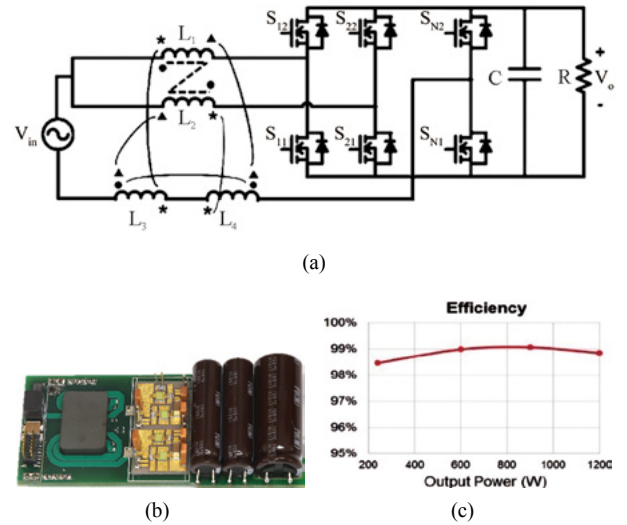 S12 S22 SN2
L1
L2
C R Vo
+
-
Vin
S11 S21 SN1
L3 L4
(a)
Efficiency
100%
99%
98%
97%
96%
95%
200 400 600 800 1000 1200
Output Power (W)
(b) (c)